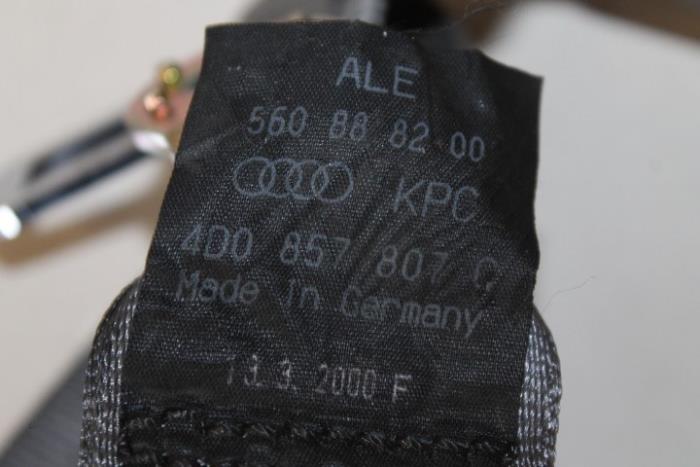 ALE
560 88 82 00
KPC
4D0 857 807 C
Made in Germany
13.3.2000 F